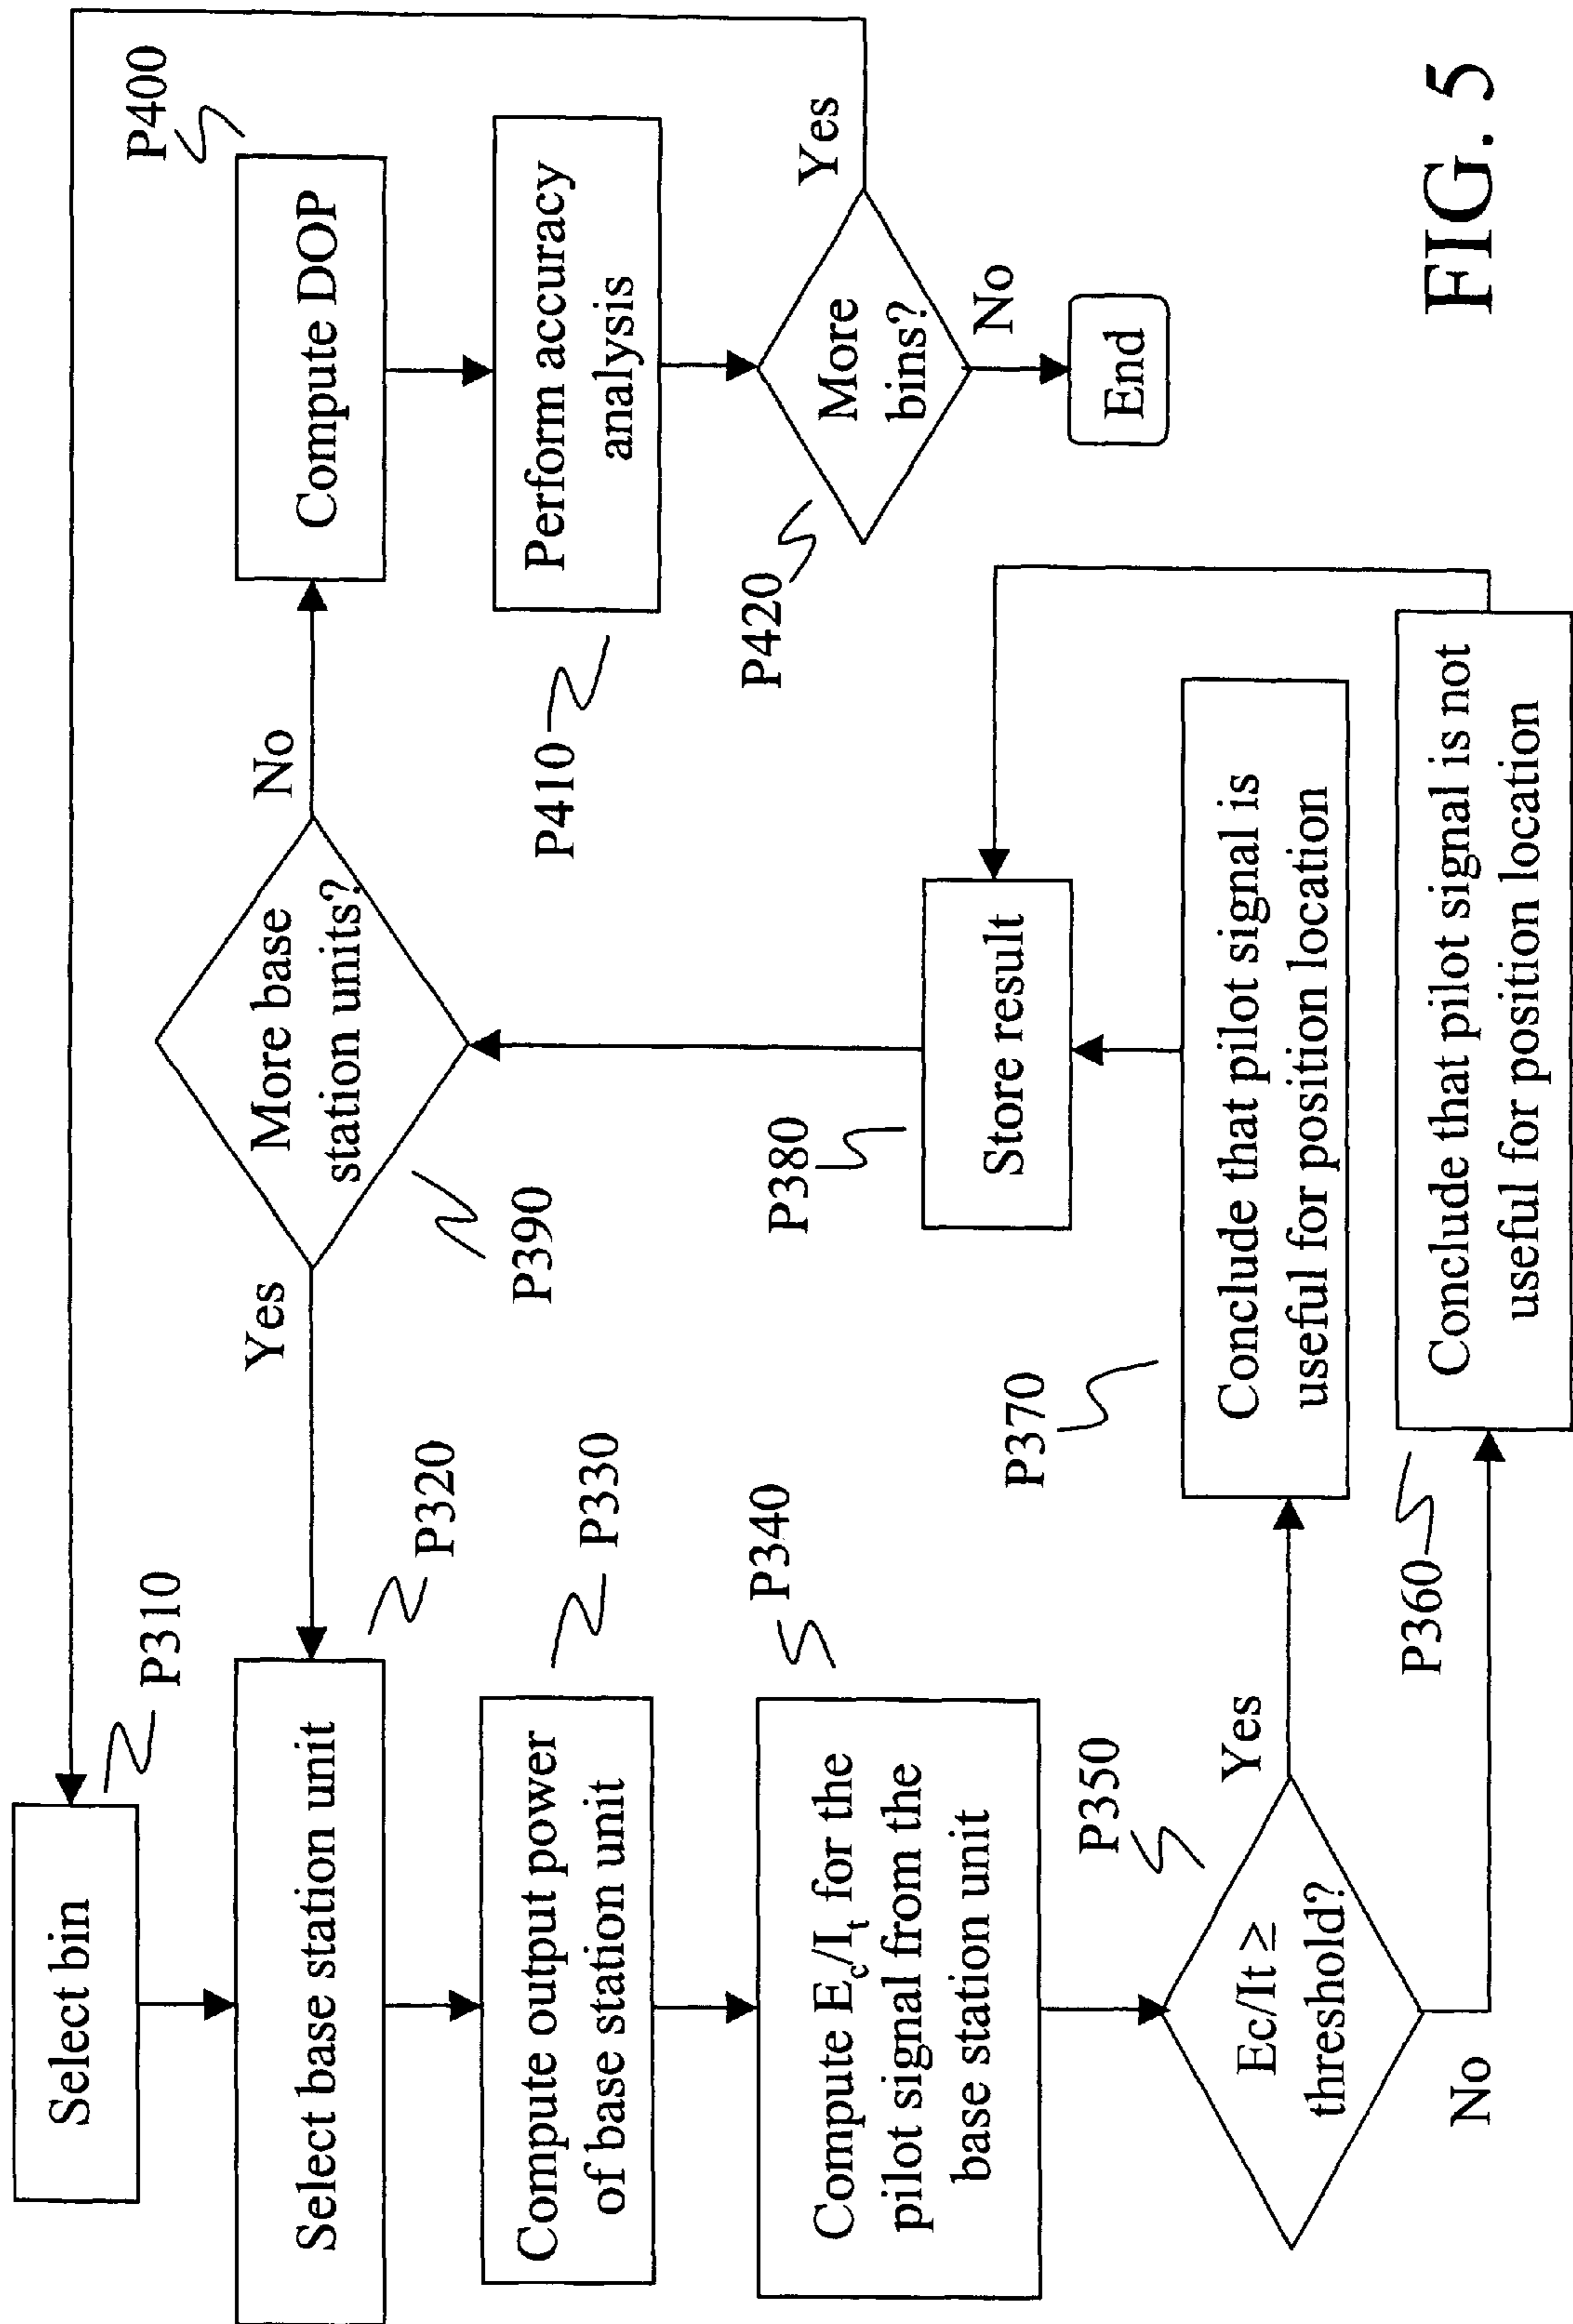 Select bin
P310
Select base station unit
P320
Compute output power
of base station unit
P330
Compute Ec/It for the
pilot signal from the
base station unit
P340
Ec/It ≥
threshold?
P350
Yes
No
Conclude that pilot signal is not
useful for position location
P360
Conclude that pilot signal is
useful for position location
P370
Store result
P380
More base
station units?
P390
Yes
No
Compute DOP
P400
Perform accuracy
analysis
P410
More
bins?
P420
Yes
No
End
FIG. 5